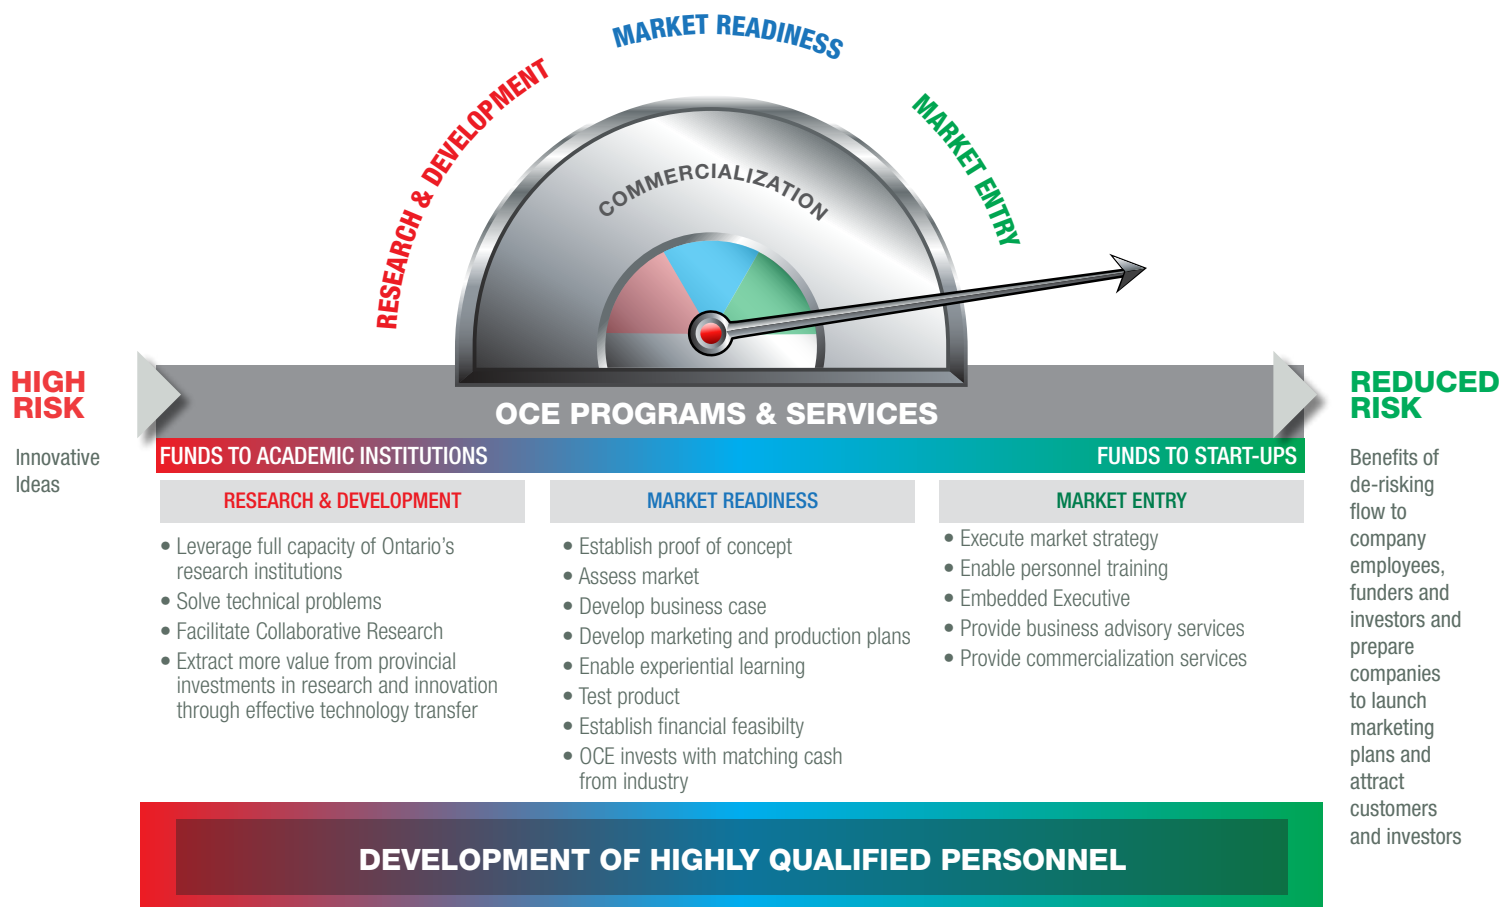 MARKET READINESS
RESEARCH & DEVELOPMENT
MARKET ENTRY
COMMERCIALIZATION
HIGH
RISK
Innovative
Ideas
OCE PROGRAMS & SERVICES
FUNDS TO ACADEMIC INSTITUTIONS
FUNDS TO START-UPS
RESEARCH & DEVELOPMENT
• Leverage full capacity of Ontario's
research institutions
• Solve technical problems
• Facilitate Collaborative Research
• Extract more value from provincial
investments in research and innovation
through effective technology transfer
MARKET READINESS
• Establish proof of concept
• Assess market
• Develop business case
• Develop marketing and production plans
• Enable experiential learning
• Test product
• Establish financial feasibilty
• OCE invests with matching cash
from industry
MARKET ENTRY
• Execute market strategy
• Enable personnel training
• Embedded Executive
• Provide business advisory services
• Provide commercialization services
REDUCED
RISK
Benefits of
de-risking
flow to
company
employees,
funders and
investors and
prepare
companies
to launch
marketing
plans and
attract
customers
and investors
DEVELOPMENT OF HIGHLY QUALIFIED PERSONNEL